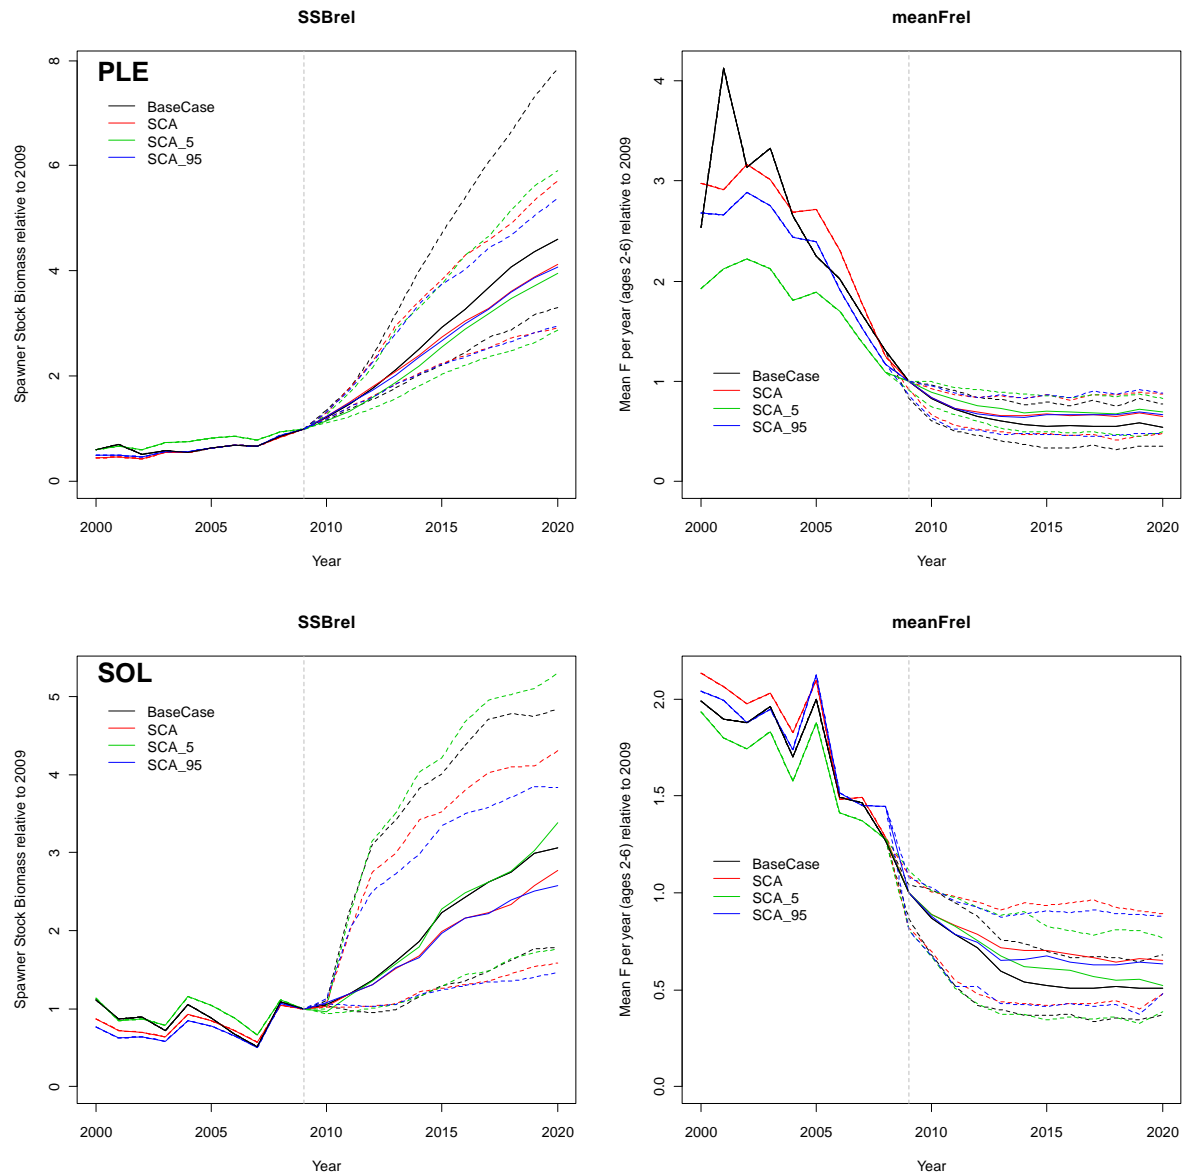 SSBrel
PLE
BaseCase
SCA
SCA_5
SCA_95
Spawner Stock Biomass relative to 2009
0
2
4
6
8
2000
2005
2010
2015
2020
Year
meanFrel
BaseCase
SCA
SCA_5
SCA_95
Mean F per year (ages 2-6) relative to 2009
0
1
2
3
4
2000
2005
2010
2015
2020
Year
SSBrel
SOL
BaseCase
SCA
SCA_5
SCA_95
Spawner Stock Biomass relative to 2009
0
1
2
3
4
5
2000
2005
2010
2015
2020
Year
meanFrel
BaseCase
SCA
SCA_5
SCA_95
Mean F per year (ages 2-6) relative to 2009
0.0
0.5
1.0
1.5
2.0
2000
2005
2010
2015
2020
Year